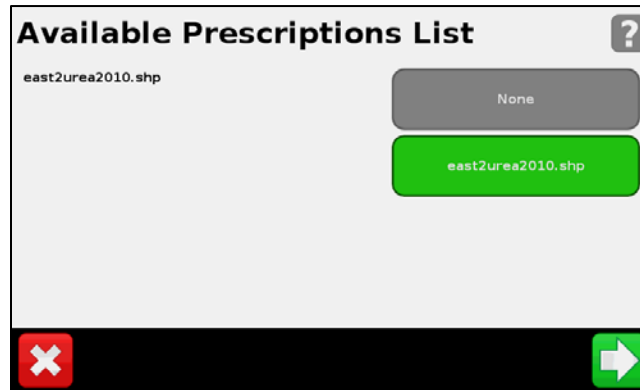 Available Prescriptions List
?
east2urea2010.shp
None
east2urea2010.shp